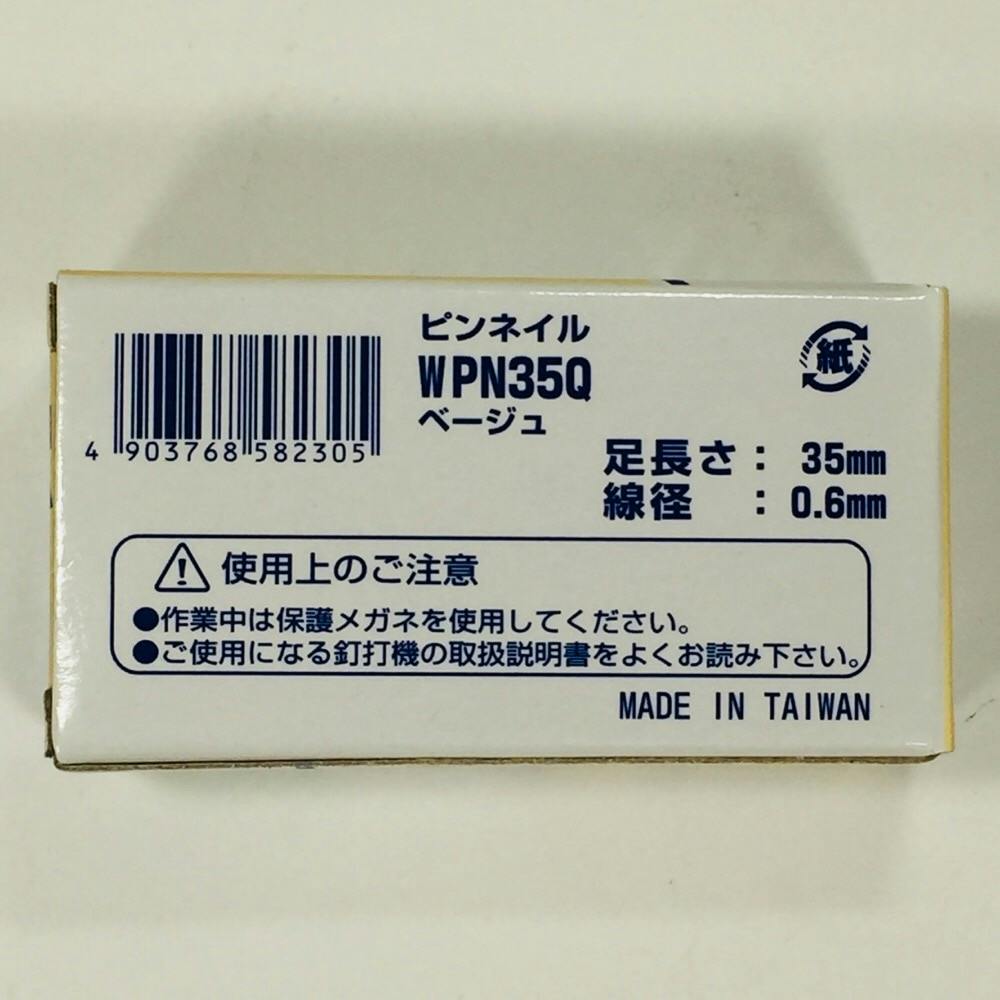 ピンネイル
WPN35Q
ベージュ
紙
4 903768 582305
足長さ： 35mm
線径 ： 0.6mm
使用上のご注意
●作業中は保護メガネを使用してください。
●ご使用になる釘打機の取扱説明書をよくお読み下さい。
MADE IN TAIWAN